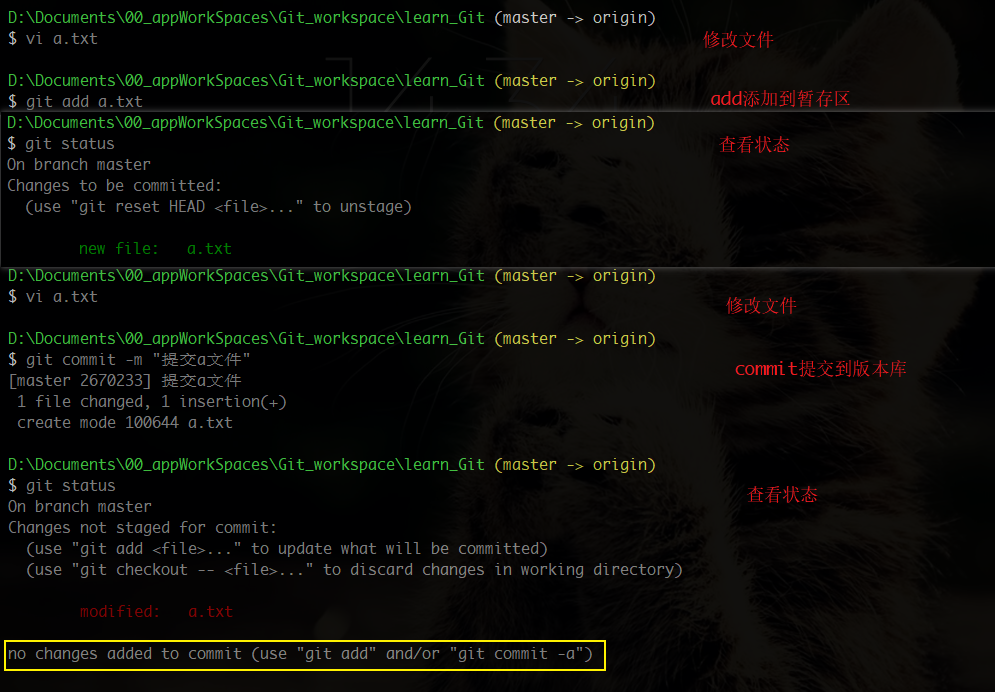 D:\Documents\00_appWorkSpaces\Git_workspace\learn_Git (master -> origin)
$ vi a.txt
修改文件
D:\Documents\00_appWorkSpaces\Git_workspace\learn_Git (master -> origin)
$ git add a.txt
add添加到暂存区
D:\Documents\00_appWorkSpaces\Git_workspace\learn_Git (master -> origin)
$ git status
查看状态
On branch master
Changes to be committed:
(use "git reset HEAD <file>..." to unstage)
new file: a.txt
D:\Documents\00_appWorkSpaces\Git_workspace\learn_Git (master -> origin)
$ vi a.txt
修改文件
D:\Documents\00_appWorkSpaces\Git_workspace\learn_Git (master -> origin)
$ git commit -m "提交a文件"
commit提交到版本库
[master 2670233] 提交a文件
1 file changed, 1 insertion(+)
create mode 100644 a.txt
D:\Documents\00_appWorkSpaces\Git_workspace\learn_Git (master -> origin)
$ git status
查看状态
On branch master
Changes not staged for commit:
(use "git add <file>..." to update what will be committed)
(use "git checkout -- <file>..." to discard changes in working directory)
modified: a.txt
no changes added to commit (use "git add" and/or "git commit -a")